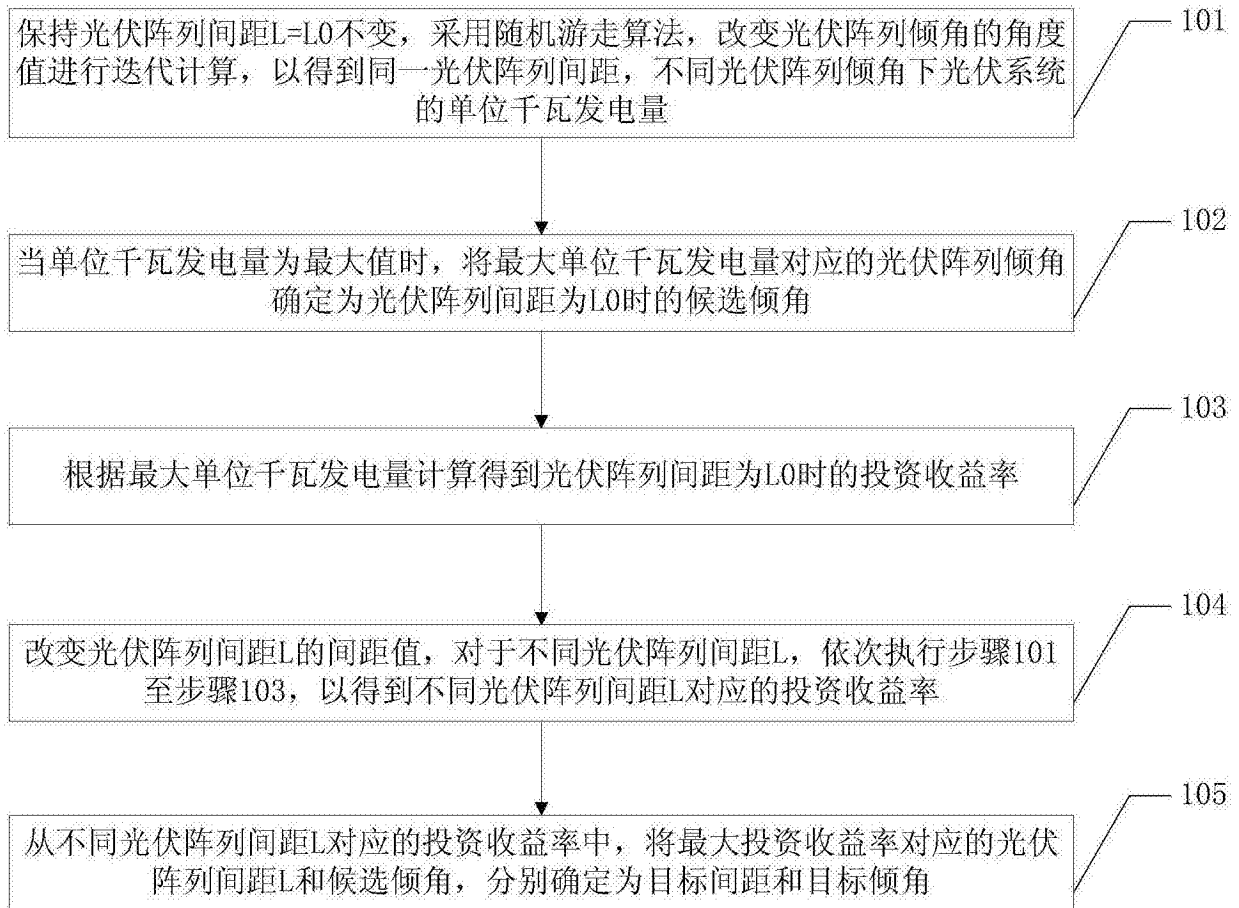 保持光伏阵列间距L=L0不变，采用随机游走算法，改变光伏阵列倾角的角度
值进行迭代计算，以得到同一光伏阵列间距，不同光伏阵列倾角下光伏系统
的单位千瓦发电量
101
当单位千瓦发电量为最大值时，将最大单位千瓦发电量对应的光伏阵列倾角
确定为光伏阵列间距为L0时的候选倾角
102
根据最大单位千瓦发电量计算得到光伏阵列间距为L0时的投资收益率
103
改变光伏阵列间距L的间距值，对于不同光伏阵列间距L，依次执行步骤101
至步骤103，以得到不同光伏阵列间距L对应的投资收益率
104
从不同光伏阵列间距L对应的投资收益率中，将最大投资收益率对应的光伏
阵列间距L和候选倾角，分别确定为目标间距和目标倾角
105